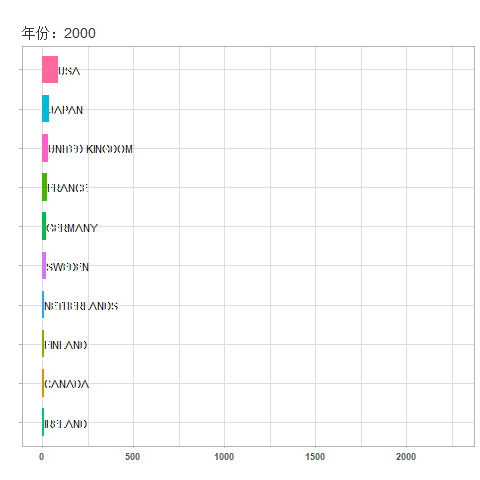 年份：2000
USA
JAPAN
UNITED KINGDOM
FRANCE
GERMANY
SWEDEN
NETHERLANDS
FINLAND
CANADA
IRELAND
0 500 1000 1500 2000